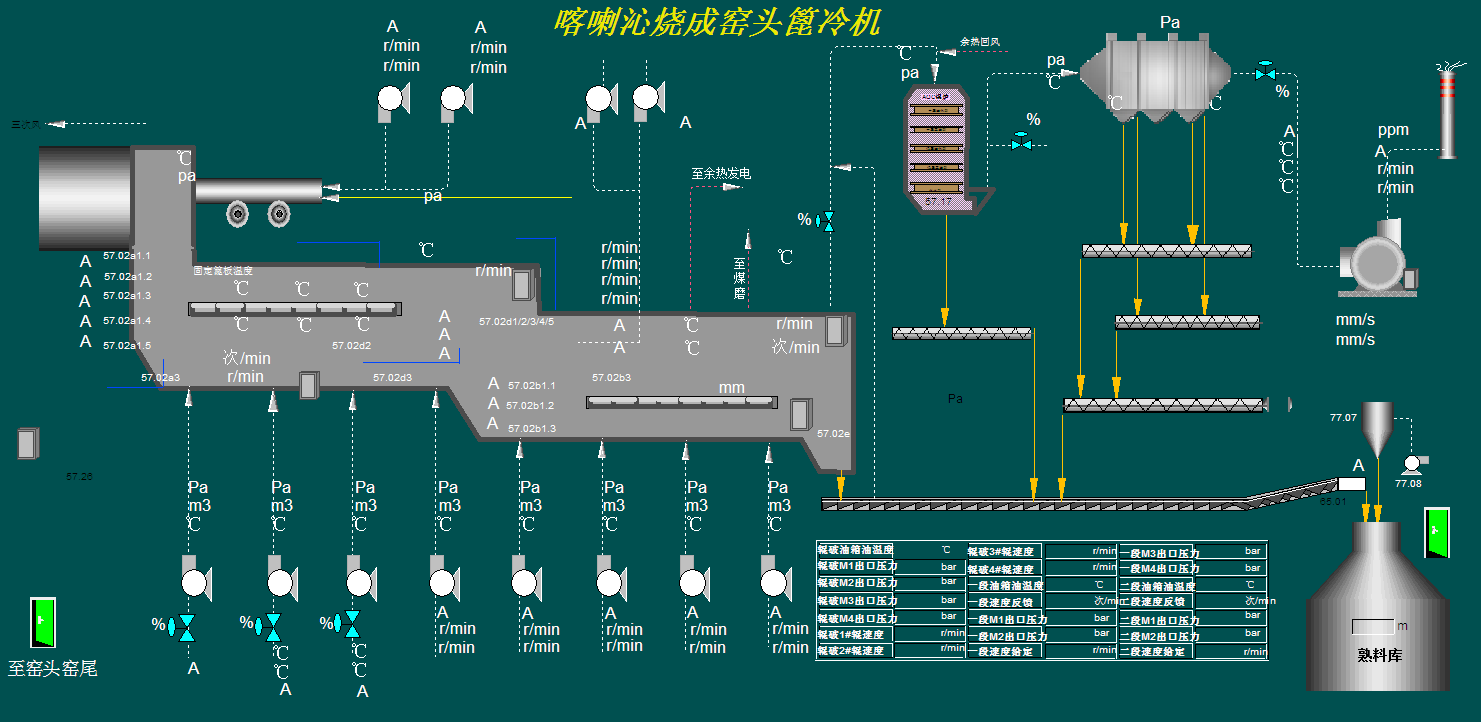 喀喇沁烧成窑头篦冷机
A
r/min
r/min
A
r/min
r/min
A
A
℃
pa
余热回风
pa
℃
Pa
℃
℃
%
%
A
℃
℃
℃
ppm
A
r/min
r/min
三次风
℃
pa
pa
至余热发电
%
57.17
AQC锅炉
57.02a1.1
57.02a1.2
57.02a1.3
57.02a1.4
57.02a1.5
A
A
A
A
A
固定篦板温度
℃
℃
℃
℃
℃
℃
℃
r/min
r/min
r/min
r/min
r/min
至煤磨
℃
57.02d1/2/3/4/5
A
A
A
57.02d2
次/min
r/min
57.02a3
57.02d3
A
A
℃
℃
r/min
次/min
A 57.02b1.1
A 57.02b1.2
A 57.02b1.3
57.02b3
mm
57.02e
mm/s
mm/s
Pa
77.07
77.08
A
65.01
57.26
Pa
m3
℃
Pa
m3
℃
Pa
m3
℃
Pa
m3
℃
Pa
m3
℃
Pa
m3
℃
Pa
m3
℃
Pa
m3
℃
%
A
%
℃
℃
A
%
℃
℃
A
A
r/min
r/min
A
r/min
r/min
A
r/min
r/min
A
r/min
r/min
A
r/min
r/min
至窑头窑尾
辊破油箱油温度 ℃ 辊破3#辊速度 r/min 一段M3出口压力 bar
辊破M1出口压力 bar 辊破4#辊速度 r/min 一段M4出口压力 bar
辊破M2出口压力 bar 一段油箱油温度 ℃ 二段油箱油温度 ℃
辊破M3出口压力 bar 一段速度反馈 次/min 二段速度反馈 次/min
辊破M4出口压力 bar 一段M1出口压力 bar 二段M1出口压力 bar
辊破1#辊速度 r/min 一段M2出口压力 bar 二段M2出口压力 bar
辊破2#辊速度 r/min 一段速度给定 r/min 二段速度给定 r/min
m
熟料库